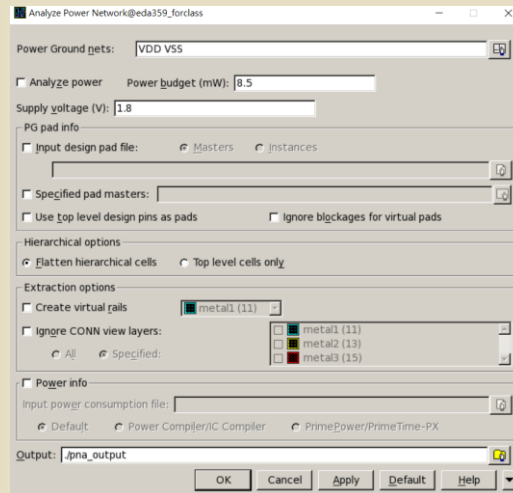 Analyze Power Network@eda359_forclass
Power Ground nets: VDD VSS
Analyze power Power budget (mW): 8.5
Supply voltage (V): 1.8
PG pad info
Input design pad file: Masters Instances
Specified pad masters:
Use top level design pins as pads Ignore blockages for virtual pads
Hierarchical options
Flatten hierarchical cells Top level cells only
Extraction options
Create virtual rails metal1 (11)
Ignore CONN view layers: metal1 (11)
metal2 (13)
All Specified: metal3 (15)
Power info
Input power consumption file:
Default Power Compiler/IC Compiler PrimePower/PrimeTime-PX
Output: ./pna_output
OK Cancel Apply Default Help